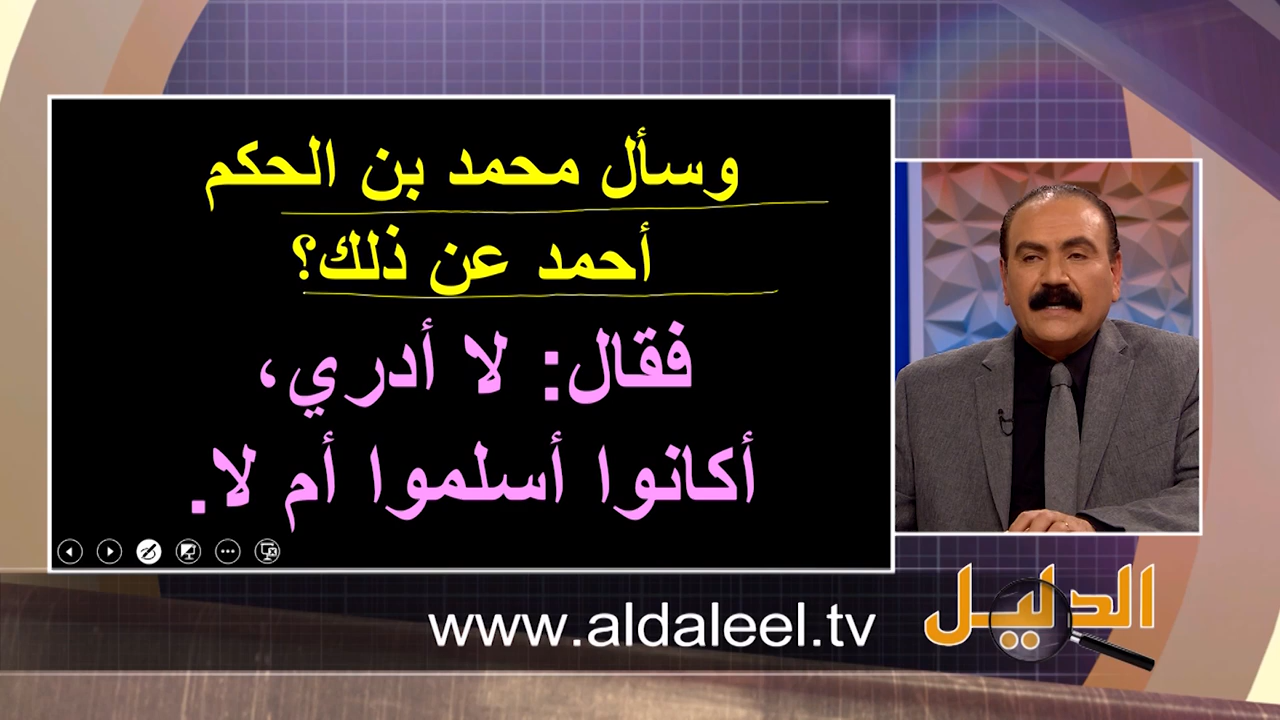 وسأل محمد بن الحكم
أحمد عن ذلك؟
فقال: لا أدري،
أكانوا أسلموا أم لا.
www.aldaleel.tv
الدليل